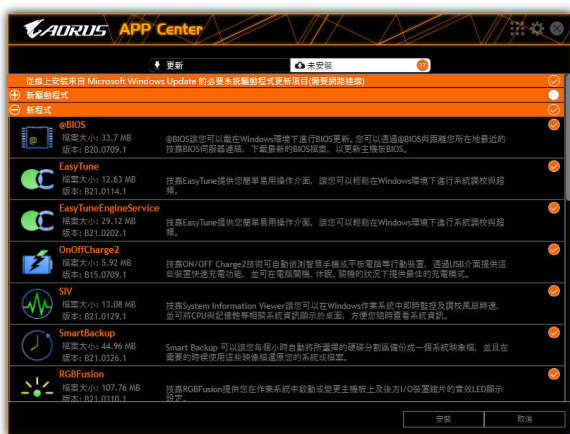 AORUS APP Center
更新
未安裝 17
從線上安裝來自 Microsoft Windows Update 的必要系統驅動程式更新項目(需要網路連線)
新驅動程式
新程式
@BIOS
檔案大小: 33.7 MB
版本: B20.0709.1
@BIOS讓您可以載在Windows環境下進行BIOS更新。您可以透過@BIOS與距離您所在地最近的
技嘉BIOS伺服器連結，下載最新的BIOS檔案，以更新主機板BIOS。
EasyTune
檔案大小: 12.63 MB
版本: B21.0114.1
技嘉EasyTune提供您簡單易用操作介面，讓您可以輕鬆在Windows環境下進行系統調校與超
頻。
EasyTuneEngineService
檔案大小: 29.12 MB
版本: B21.0202.1
技嘉EasyTune提供您簡單易用操作介面，讓您可以輕鬆在Windows環境下進行系統調校與超
頻。
OnOffCharge2
檔案大小: 5.92 MB
版本: B15.0709.1
技嘉ON/OFF Charge2技術可自動偵測智慧手機或平板電腦等行動裝置，透過USB介面提供這
些裝置快速充電功能，並可在電腦開機、休眠、關機的狀況下提供最佳的充電模式。
SIV
檔案大小: 13.08 MB
版本: B21.0129.1
技嘉System Information Viewer讓您可以在Windows作業系統中即時監控及調校風扇轉速，
並可將CPU與記憶體等相關系統資訊顯示於桌面，方便您隨時查看系統資訊。
SmartBackup
檔案大小: 44.96 MB
版本: B21.0326.1
Smart Backup 可以讓您每個小時自動將所選擇的硬碟分割區備份成一個系統映象檔，並且在
需要的時候使用這些映像檔還原您的系統或檔案。
RGBFusion
檔案大小: 107.76 MB
版本: B21.0310.1
技嘉RGBFusion提供您在作業系統中啟動或變更主機板上及後方I/O裝置鐵片的音效LED顯示
設定。
安裝
取消